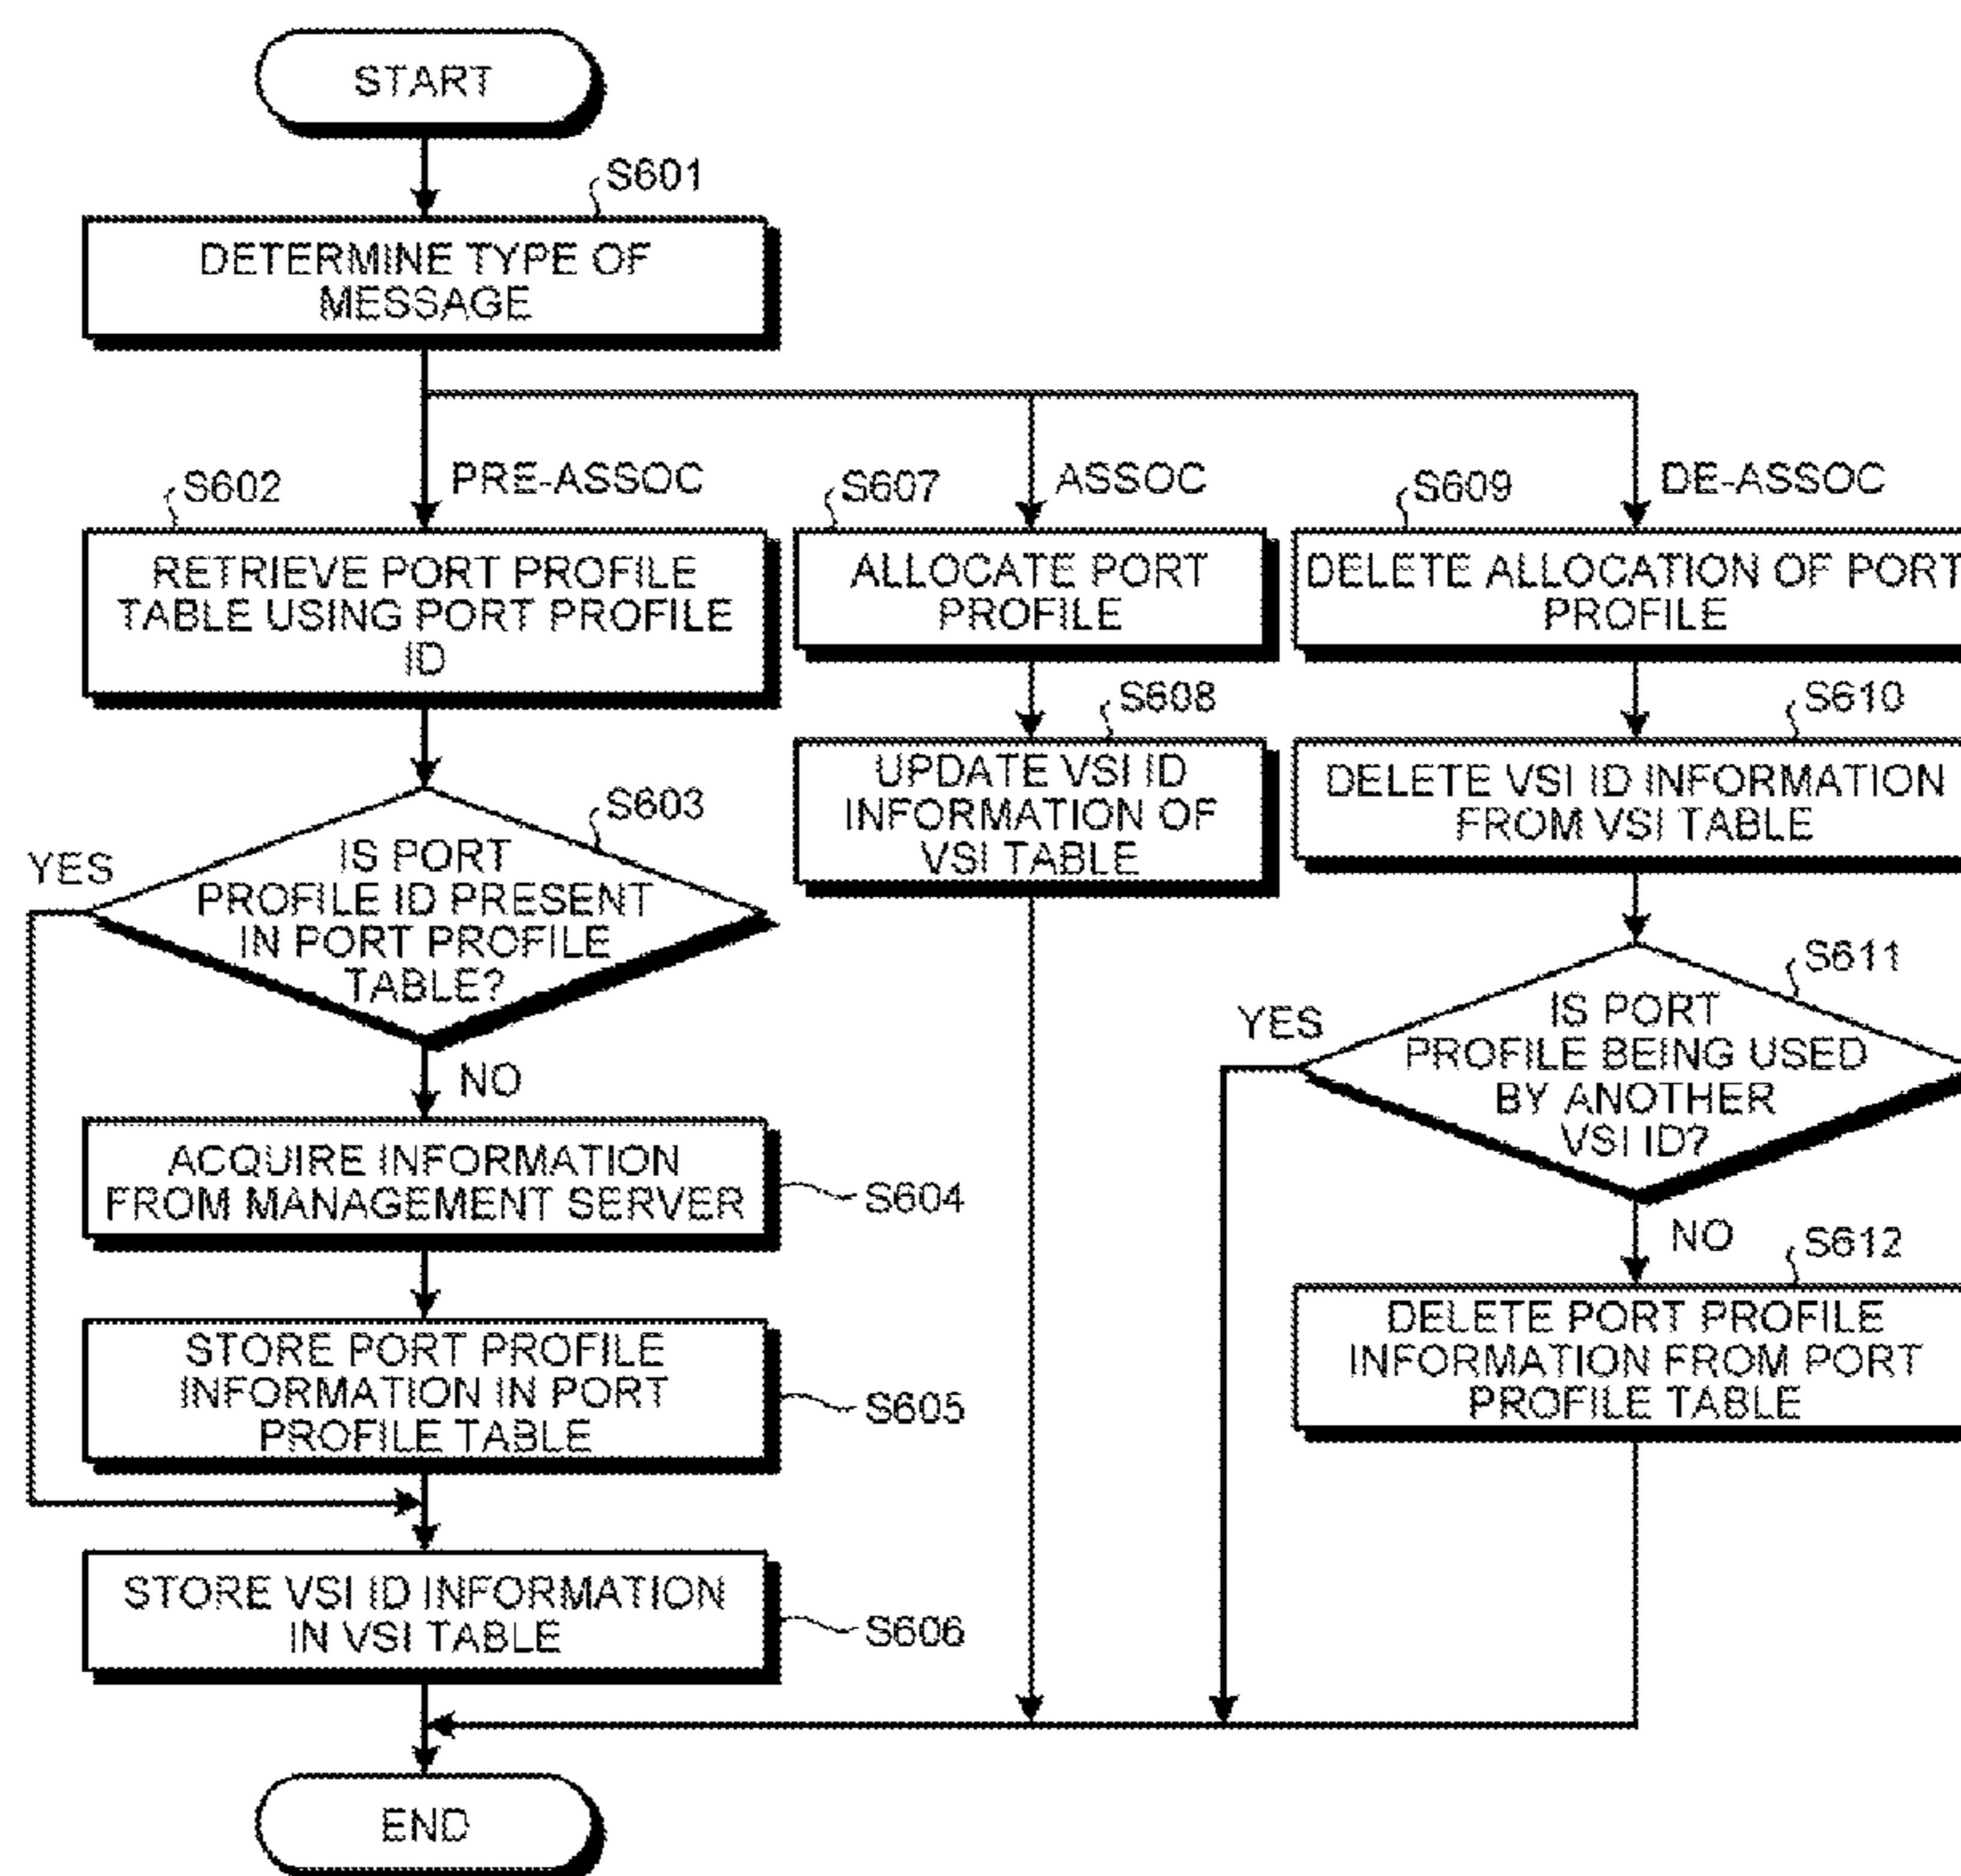 START
S601
DETERMINE TYPE OF
MESSAGE
PRE-ASSOC
S602
RETRIEVE PORT PROFILE
TABLE USING PORT PROFILE
ID
S603
IS PORT
PROFILE ID PRESENT
IN PORT PROFILE
TABLE?
YES
NO
ACQUIRE INFORMATION
FROM MANAGEMENT SERVER
S604
STORE PORT PROFILE
INFORMATION IN PORT
PROFILE TABLE
S605
STORE VSI ID INFORMATION
IN VSI TABLE
S606
END
ASSOC
S607
ALLOCATE PORT
PROFILE
S608
UPDATE VSI ID
INFORMATION OF
VSI TABLE
DE-ASSOC
S609
DELETE ALLOCATION OF PORT
PROFILE
S610
DELETE VSI ID INFORMATION
FROM VSI TABLE
S611
IS PORT
PROFILE BEING USED
BY ANOTHER
VSI ID?
YES
NO
S612
DELETE PORT PROFILE
INFORMATION FROM PORT
PROFILE TABLE